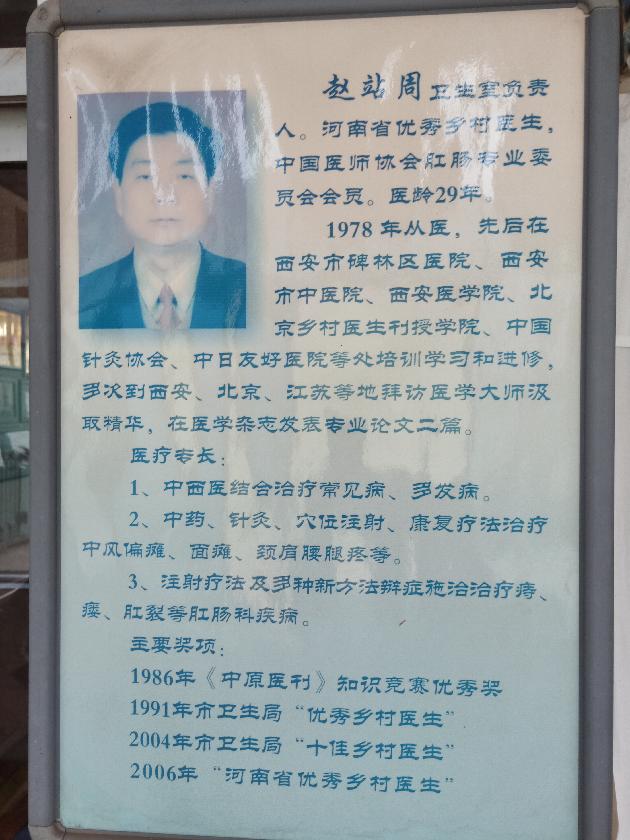 赵站周卫生室负责
人。河南省优秀乡村医生，
中国医师协会肛肠专业委
员会会员。医龄29年。
1978年从医，先后在
西安市碑林区医院、西安
市中医院、西安医学院、北
京乡村医生刊授学院、中国
针灸协会、中日友好医院等处培训学习和进修，
多次到西安、北京、江苏等地拜访医学大师汲
取精华，在医学杂志发表专业论文二篇。
医疗专长：
1、中西医结合治疗常见病、多发病。
2、中药、针灸、穴位注射、康复疗法治疗
中风偏瘫、面瘫、颈肩腰腿疼等。
3、注射疗法及多种新方法辩症施治治疗痔、
瘘、肛裂等肛肠科疾病。
主要奖项：
1986年《中原医刊》知识竞赛优秀奖
1991年市卫生局“优秀乡村医生”
2004年市卫生局“十佳乡村医生”
2006年“河南省优秀乡村医生”